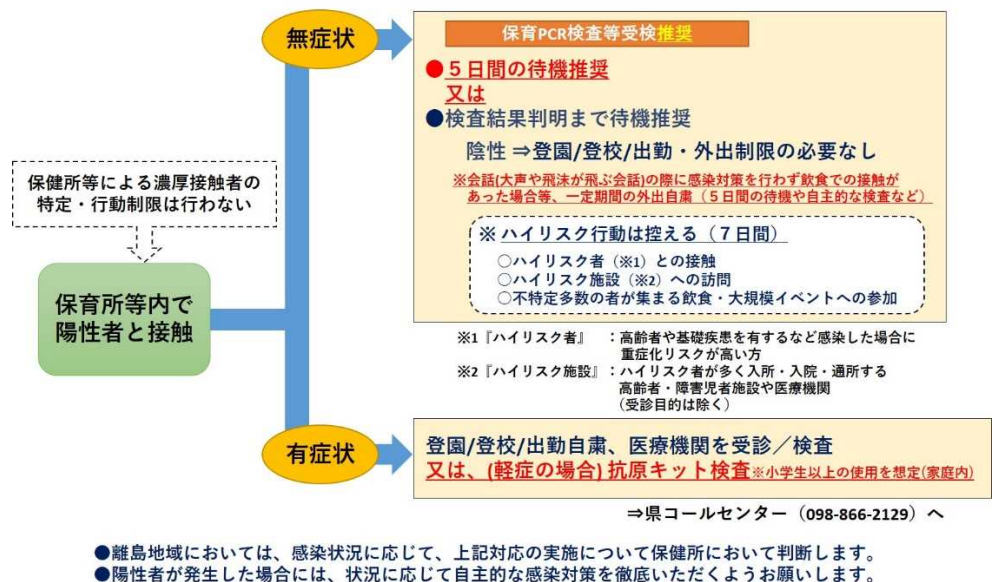 無症状
保育PCR検査等受検推奨
●５日間の待機推奨
又は
●検査結果判明まで待機推奨
陰性 ⇒登園/登校/出勤・外出制限の必要なし
※会話(大声や飛沫が飛ぶ会話)の際に感染対策を行わず飲食での接触が
あった場合等、一定期間の外出自粛（５日間の待機や自主的な検査など）
※ ハイリスク行動は控える（７日間）
○ハイリスク者（※1）との接触
○ハイリスク施設（※2）への訪問
○不特定多数の者が集まる飲食・大規模イベントへの参加
保健所等による濃厚接触者の
特定・行動制限は行わない
保育所等内で
陽性者と接触
※1『ハイリスク者』 ：高齢者や基礎疾患を有するなど感染した場合に
重症化リスクが高い方
※2『ハイリスク施設』：ハイリスク者が多く入所・入院・通所する
高齢者・障害児者施設や医療機関
（受診目的は除く）
有症状
登園/登校/出勤自粛、医療機関を受診／検査
又は、(軽症の場合) 抗原キット検査※小学生以上の使用を想定(家庭内)
⇒県コールセンター（098-866-2129）へ
●離島地域においては、感染状況に応じて、上記対応の実施について保健所において判断します。
●陽性者が発生した場合には、状況に応じて自主的な感染対策を徹底いただくようお願いします。